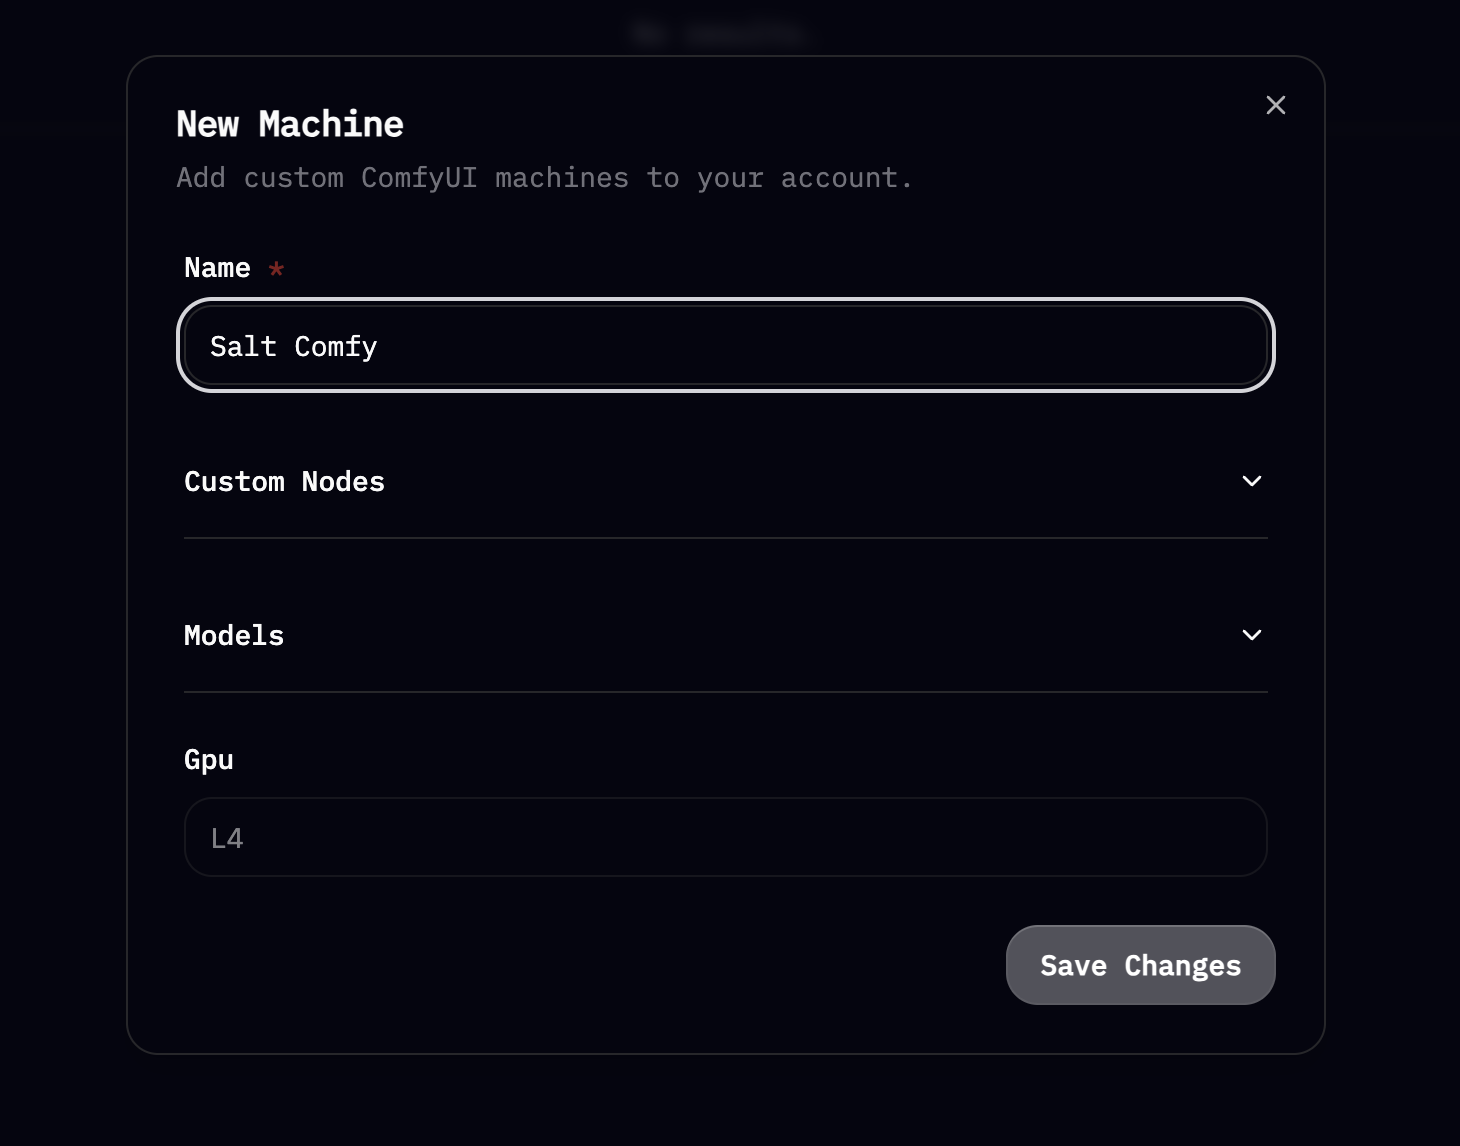 New Machine
Add custom ComfyUI machines to your account.
Name *
Salt Comfy
Custom Nodes
Models
Gpu
L4
Save Changes